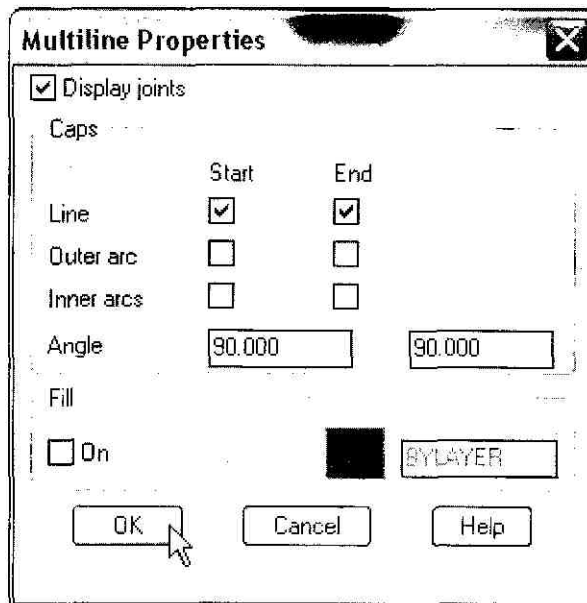 Multiline Properties
Display joints
Caps
Start End
Line
Outer arc
Inner arcs
Angle 90.000 90.000
Fill
On BYLAYER
OK Cancel Help